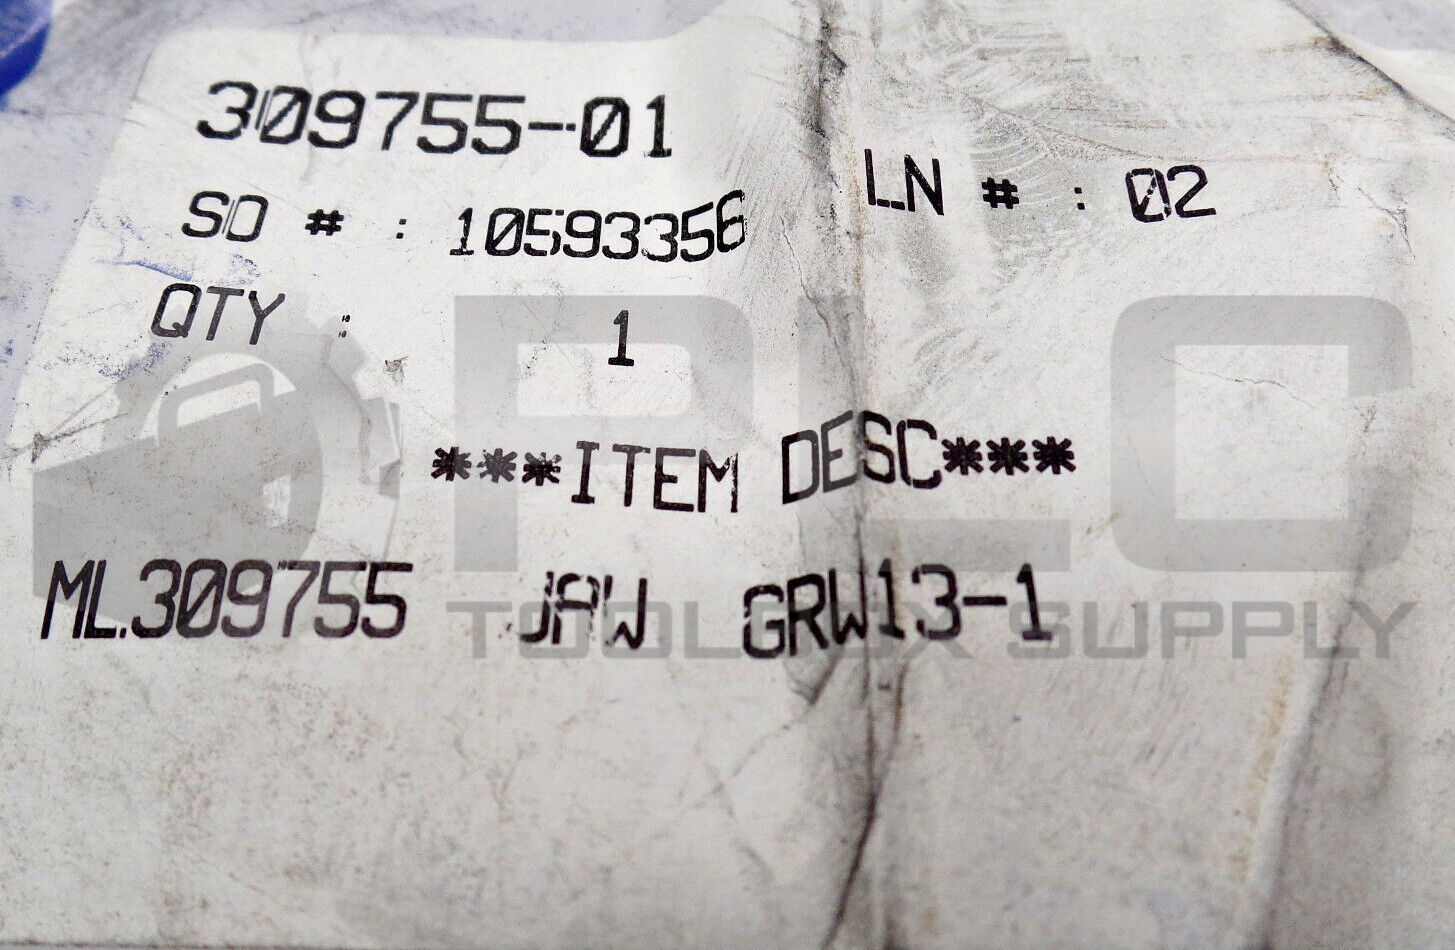 309755-01
SO # : 10593356 LN # : 02
QTY : 1
***ITEM DESC***
ML309755 JAW GRW13-1
PLC
TOOLBOX SUPPLY